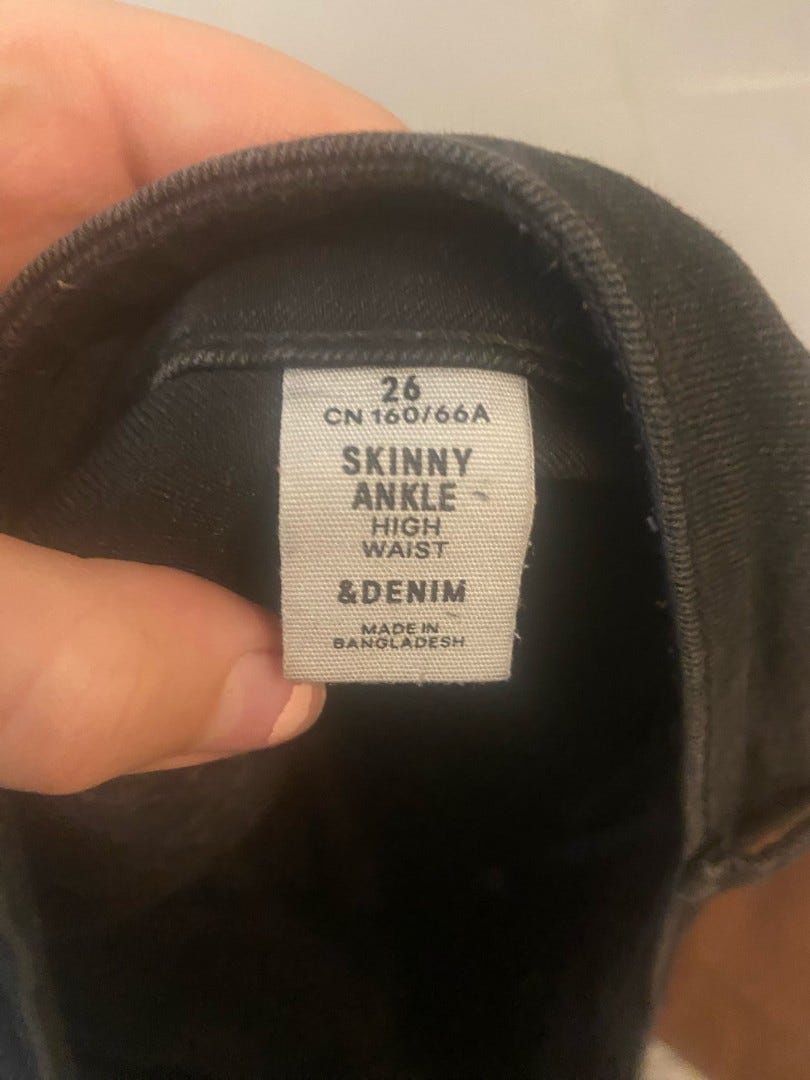 26
CN 160/66A
SKINNY
ANKLE
HIGH
WAIST
&DENIM
MADE IN
BANGLADESH